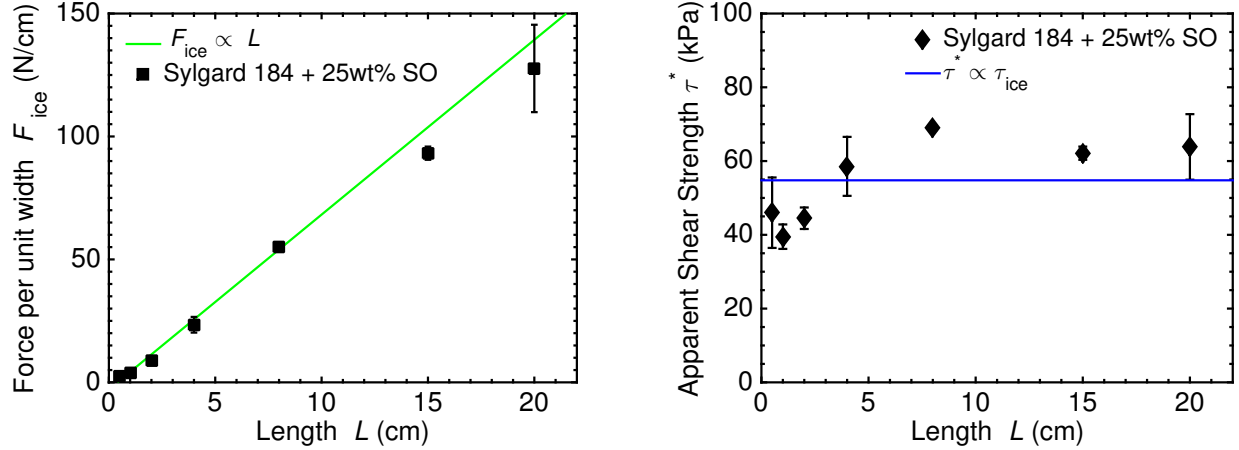 Force per unit width F_ice (N/cm)
150
100
50
0
F_ice ∝ L
Sylgard 184 + 25wt% SO
0 5 10 15 20
Length L (cm)
Apparent Shear Strength τ* (kPa)
100
80
60
40
20
0
Sylgard 184 + 25wt% SO
τ* ∝ τ_ice
0 5 10 15 20
Length L (cm)